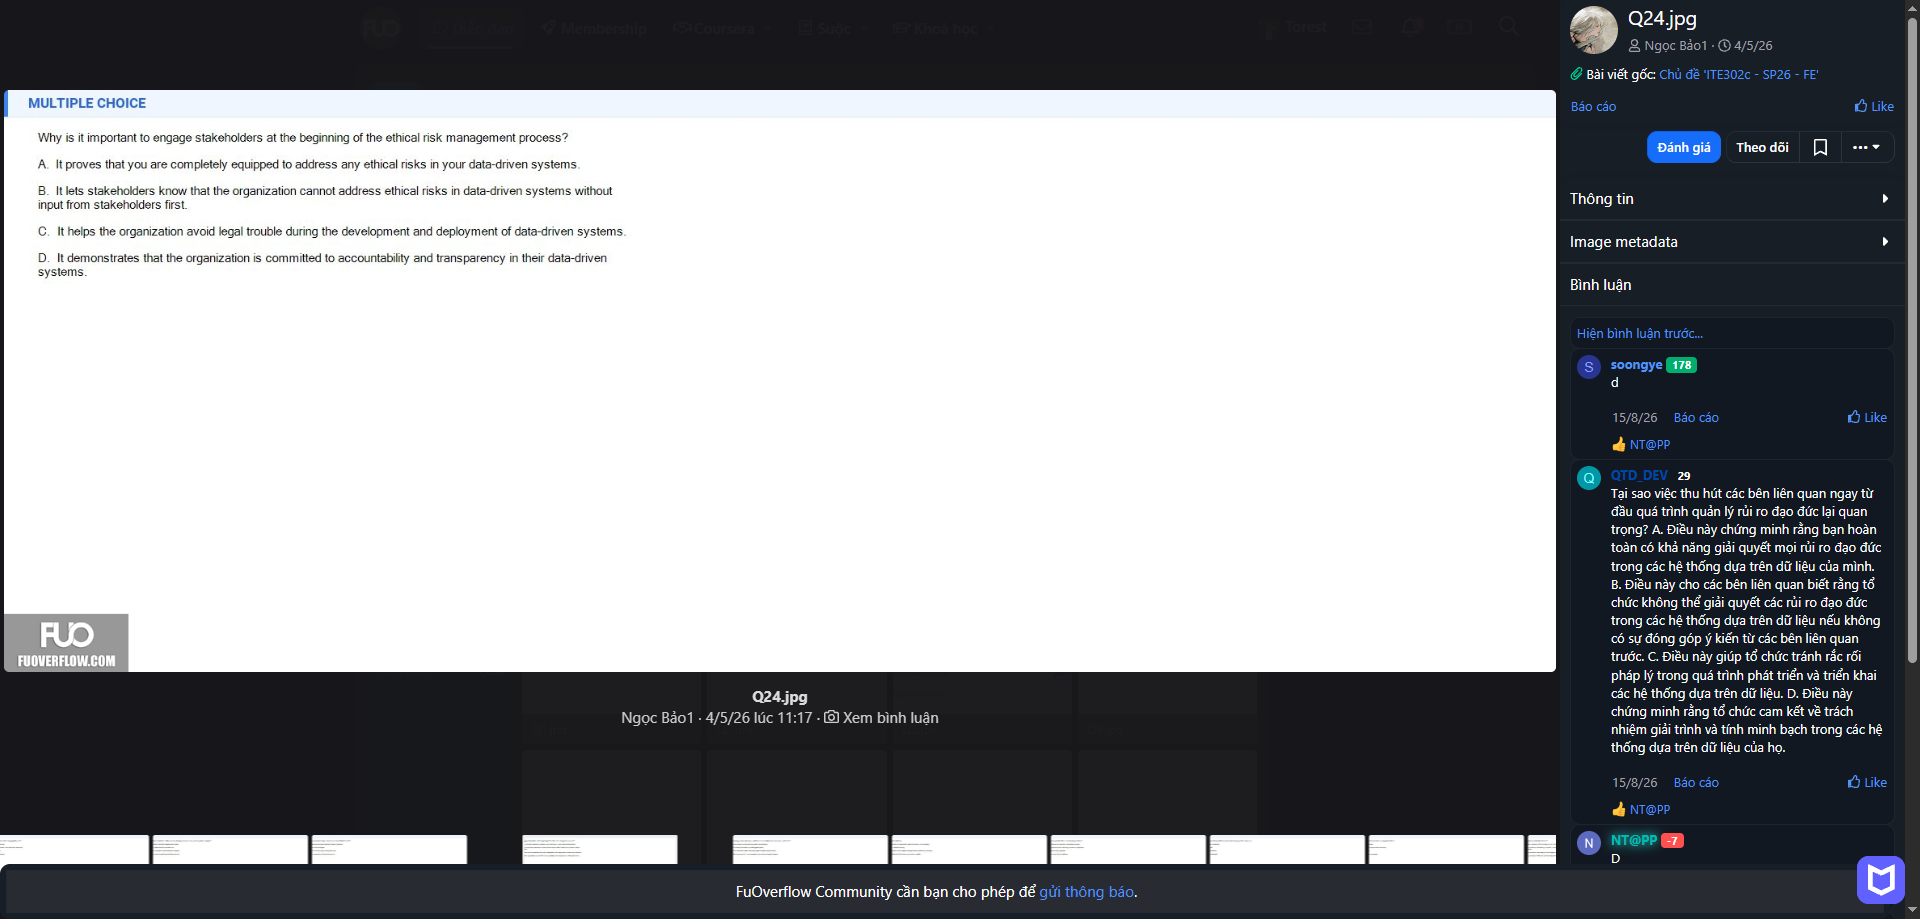 FUO
Membership
Coursera
Suộc
Khoá học
Torest
MULTIPLE CHOICE
Why is it important to engage stakeholders at the beginning of the ethical risk management process?
A. It proves that you are completely equipped to address any ethical risks in your data-driven systems.
B. It lets stakeholders know that the organization cannot address ethical risks in data-driven systems without
input from stakeholders first.
C. It helps the organization avoid legal trouble during the development and deployment of data-driven systems.
D. It demonstrates that the organization is committed to accountability and transparency in their data-driven
systems.
FUO
FUOVERFLOW.COM
Q24.jpg
Ngọc Bảo1 · 4/5/26 lúc 11:17 · Xem bình luận
FuOverflow Community cần bạn cho phép để gửi thông báo.
Q24.jpg
Ngọc Bảo1 · 4/5/26
Bài viết gốc: Chủ đề 'ITE302c - SP26 - FE'
Báo cáo
Like
Đánh giá
Theo dõi
Thông tin
Image metadata
Bình luận
Hiện bình luận trước...
S
soongye 178
d
15/8/26 Báo cáo
Like
NT@PP
Q
QTD_DEV 29
Tại sao việc thu hút các bên liên quan ngay từ
đầu quá trình quản lý rủi ro đạo đức lại quan
trọng? A. Điều này chứng minh rằng bạn hoàn
toàn có khả năng giải quyết mọi rủi ro đạo đức
trong các hệ thống dựa trên dữ liệu của mình.
B. Điều này cho các bên liên quan biết rằng tổ
chức không thể giải quyết các rủi ro đạo đức
trong các hệ thống dựa trên dữ liệu nếu không
có sự đóng góp ý kiến từ các bên liên quan
trước. C. Điều này giúp tổ chức tránh rắc rối
pháp lý trong quá trình phát triển và triển khai
các hệ thống dựa trên dữ liệu. D. Điều này
chứng minh rằng tổ chức cam kết về trách
nhiệm giải trình và tính minh bạch trong các hệ
thống dựa trên dữ liệu của họ.
15/8/26 Báo cáo
Like
NT@PP
N
NT@PP -7
D